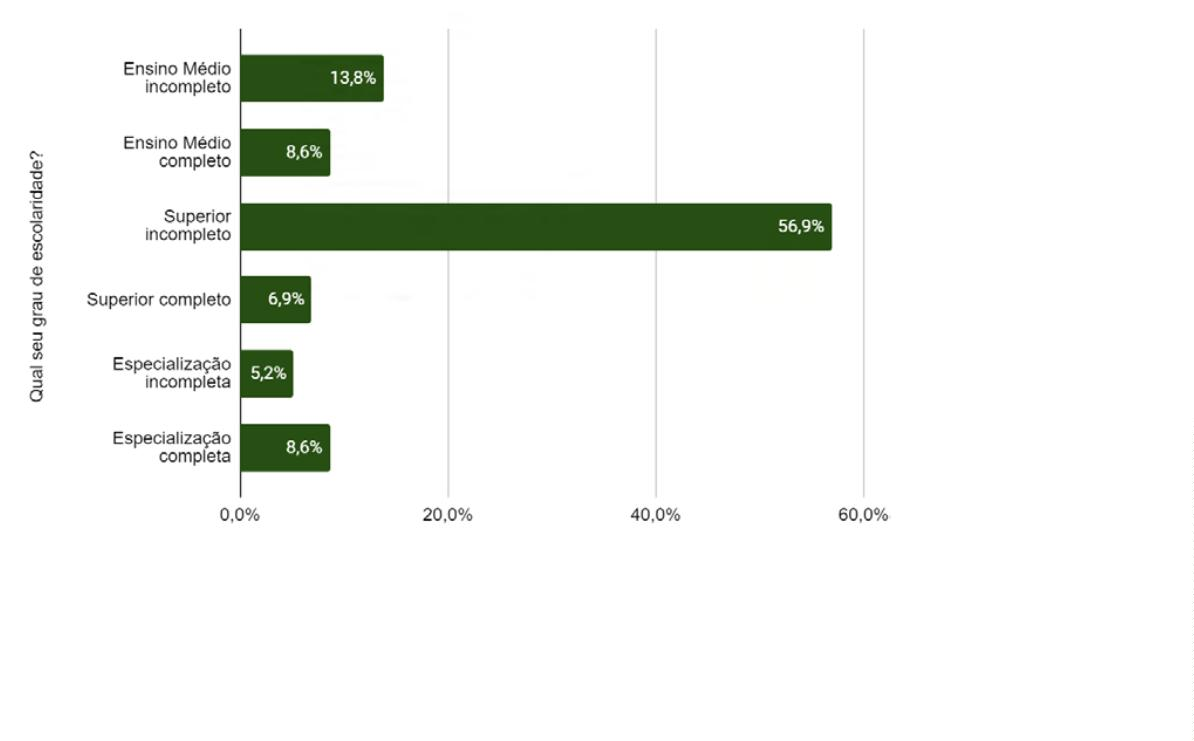 Qual seu grau de escolaridade?
Ensino Médio
incompleto
13,8%
Ensino Médio
completo
8,6%
Superior
incompleto
56,9%
Superior completo
6,9%
Especialização
incompleta
5,2%
Especialização
completa
8,6%
0,0%
20,0%
40,0%
60,0%